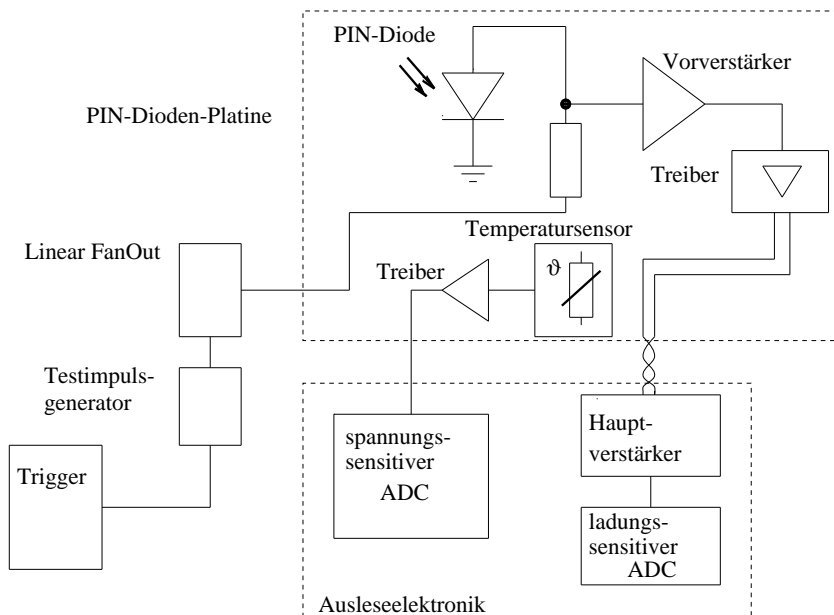 PIN-Diode
Vorverstärker
PIN-Dioden-Platine
Treiber
Temperatursensor
Linear FanOut
Treiber
ϑ
Testimpuls-
generator
spannungs-
sensitiver
ADC
Haupt-
verstärker
Trigger
ladungs-
sensitiver
ADC
Ausleseelektronik